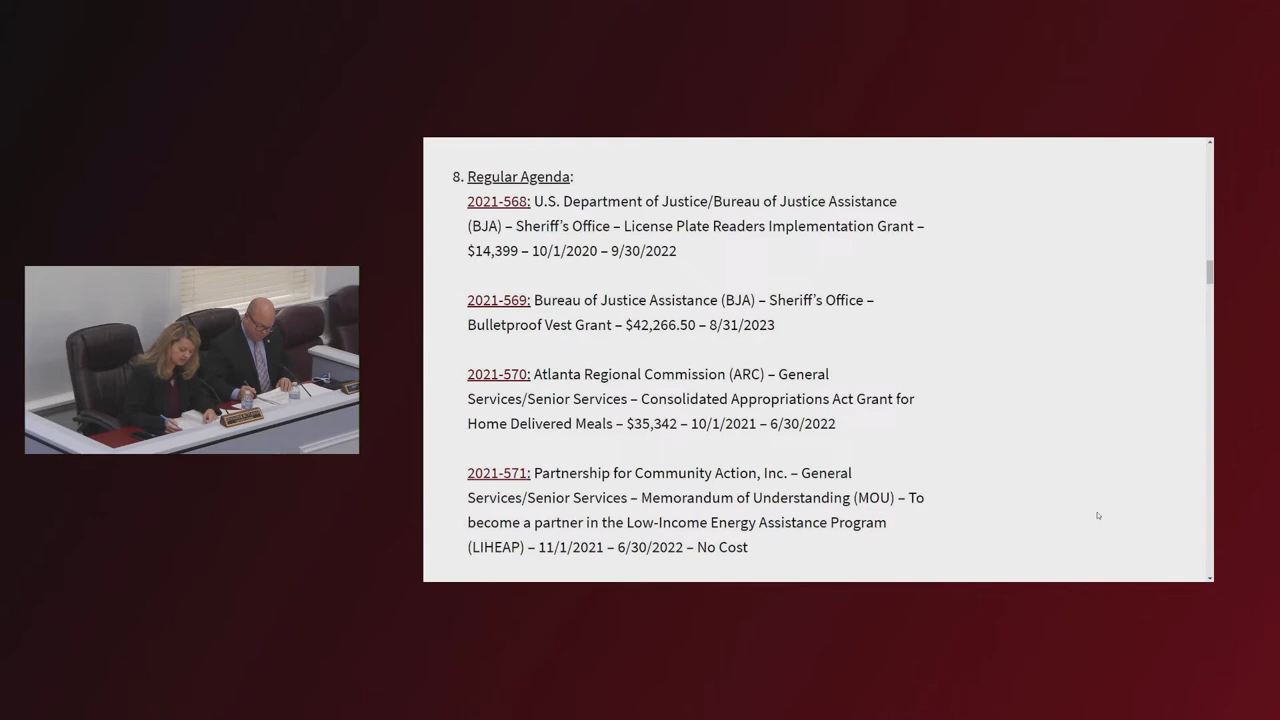 8. Regular Agenda:
2021-568: U.S. Department of Justice/Bureau of Justice Assistance
(BJA) – Sheriff's Office – License Plate Readers Implementation Grant –
$14,399 – 10/1/2020 – 9/30/2022
2021-569: Bureau of Justice Assistance (BJA) – Sheriff's Office –
Bulletproof Vest Grant – $42,266.50 – 8/31/2023
2021-570: Atlanta Regional Commission (ARC) – General
Services/Senior Services – Consolidated Appropriations Act Grant for
Home Delivered Meals – $35,342 – 10/1/2021 – 6/30/2022
2021-571: Partnership for Community Action, Inc. – General
Services/Senior Services – Memorandum of Understanding (MOU) – To
become a partner in the Low-Income Energy Assistance Program
(LIHEAP) – 11/1/2021 – 6/30/2022 – No Cost